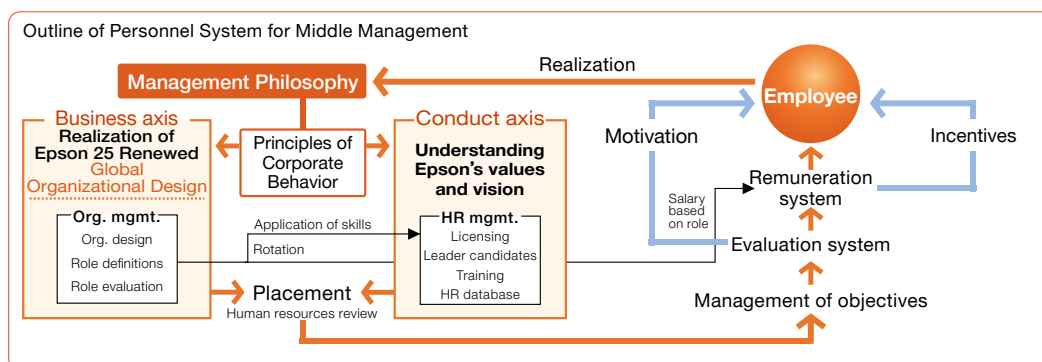 Outline of Personnel System for Middle Management
Realization
Management Philosophy
Employee
Business axis
Realization of
Epson 25 Renewed
Global
Organizational Design
Principles of
Corporate
Behavior
Conduct axis
Understanding
Epson's values
and vision
Motivation
Incentives
Org. mgmt.
Org. design
Role definitions
Role evaluation
Application of skills
Rotation
HR mgmt.
Licensing
Leader candidates
Training
HR database
Salary
based
on role
Remuneration
system
Evaluation system
Placement
Human resources review
Management of objectives